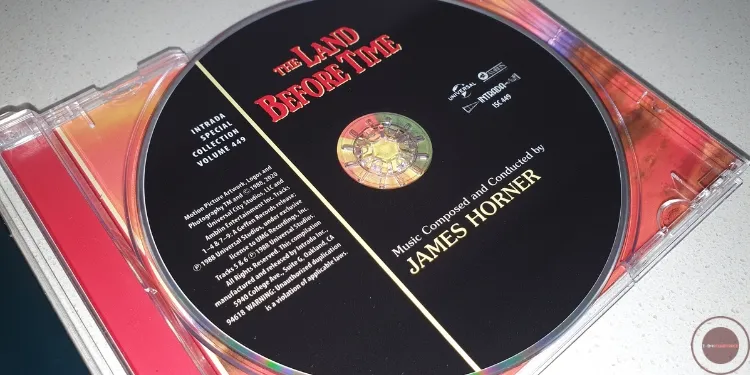 THE LAND
BEFORE TIME
INTRADA
SPECIAL
COLLECTION
VOLUME 449
UNIVERSAL
INTRADA
ISC 449
Motion Picture Artwork, Logos and
Photography TM and © 1988, 2020
Universal City Studios, LLC and
Amblin Entertainment Inc. Tracks
1-4 & 7-9: A Geffen Records release;
℗ 1988 Universal Studios, under exclusive
license to UMG Recordings, Inc.
Tracks 5 & 6 ℗ 1988 Universal Studios.
All Rights Reserved. This compilation
manufactured and released by Intrada Inc.,
5940 College Ave., Suite G, Oakland, CA
94618 WARNING: Unauthorized duplication
is a violation of applicable laws.
Music Composed and Conducted by
JAMES HORNER